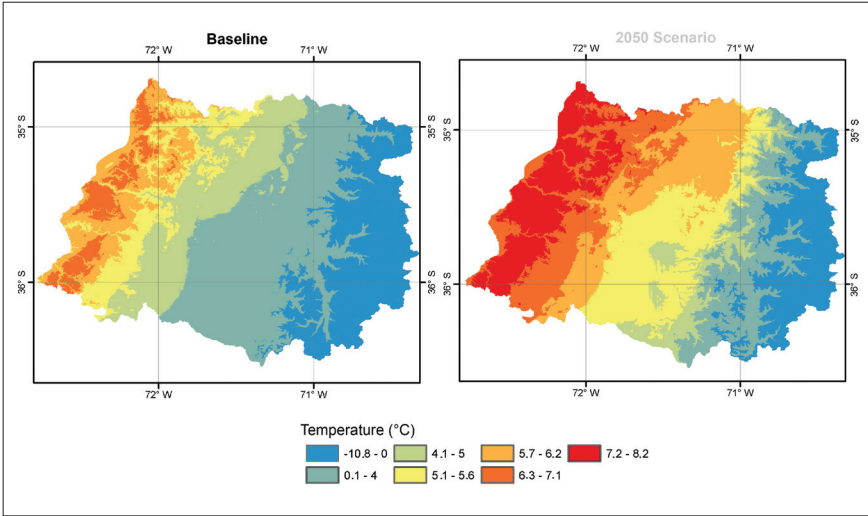 Baseline
2050 Scenario
72° W
71° W
72° W
71° W
35° S
35° S
35° S
35° S
36° S
36° S
36° S
36° S
72° W
71° W
72° W
71° W
Temperature (°C)
-10.8 - 0
4.1 - 5
5.7 - 6.2
7.2 - 8.2
0.1 - 4
5.1 - 5.6
6.3 - 7.1